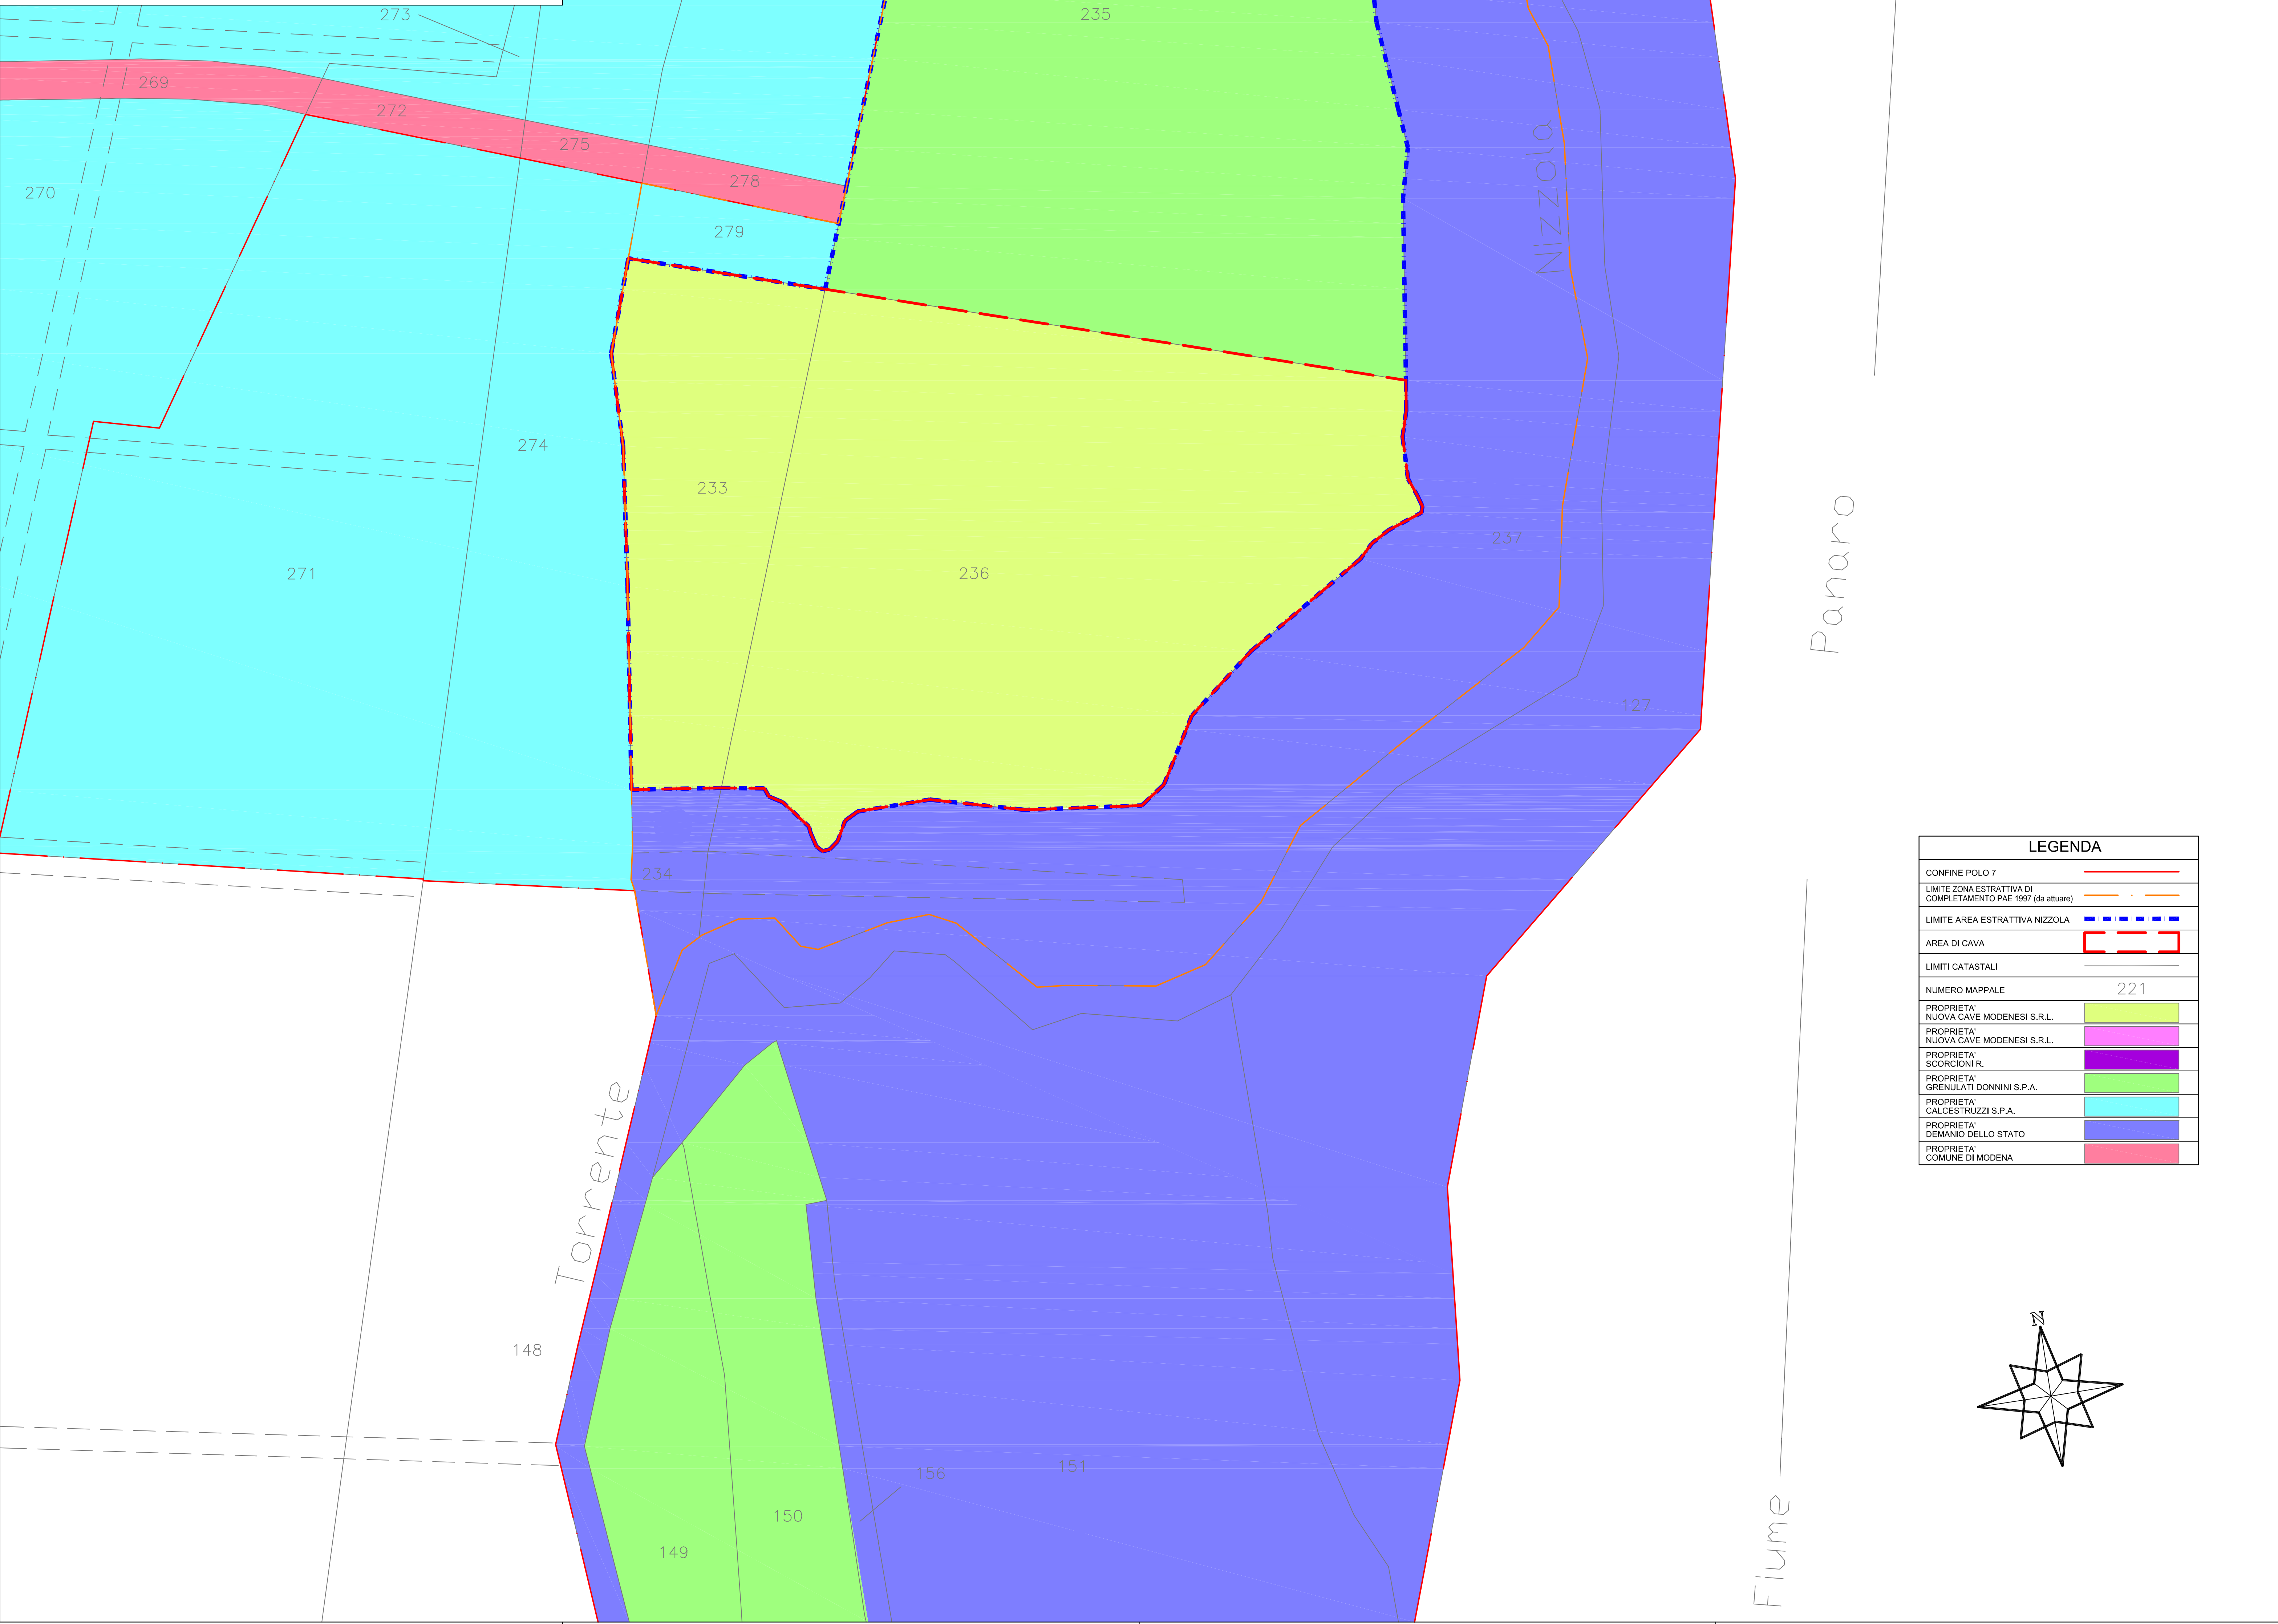 273
235
269
272
275
278
270
279
Nizzola
274
233
236
271
237
Panaro
127
234
Torrente
148
156
151
150
149
Fiume
LEGENDA
CONFINE POLO 7
LIMITE ZONA ESTRATTIVA DI
COMPLETAMENTO PAE 1997 (da attuare)
LIMITE AREA ESTRATTIVA NIZZOLA
AREA DI CAVA
LIMITI CATASTALI
NUMERO MAPPALE 221
PROPRIETA'
NUOVA CAVE MODENESI S.R.L.
PROPRIETA'
NUOVA CAVE MODENESI S.R.L.
PROPRIETA'
SCORCIONI R.
PROPRIETA'
GRENULATI DONNINI S.P.A.
PROPRIETA'
CALCESTRUZZI S.P.A.
PROPRIETA'
DEMANIO DELLO STATO
PROPRIETA'
COMUNE DI MODENA
N